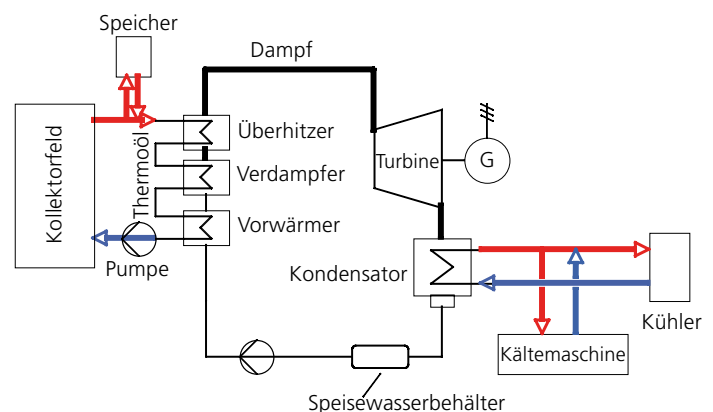 Speicher
Dampf
Kollektorfeld
Thermoöl
Überhitzer
Verdampfer
Vorwärmer
Pumpe
Turbine
G
Kondensator
Kühler
Kältemaschine
Speisewasserbehälter